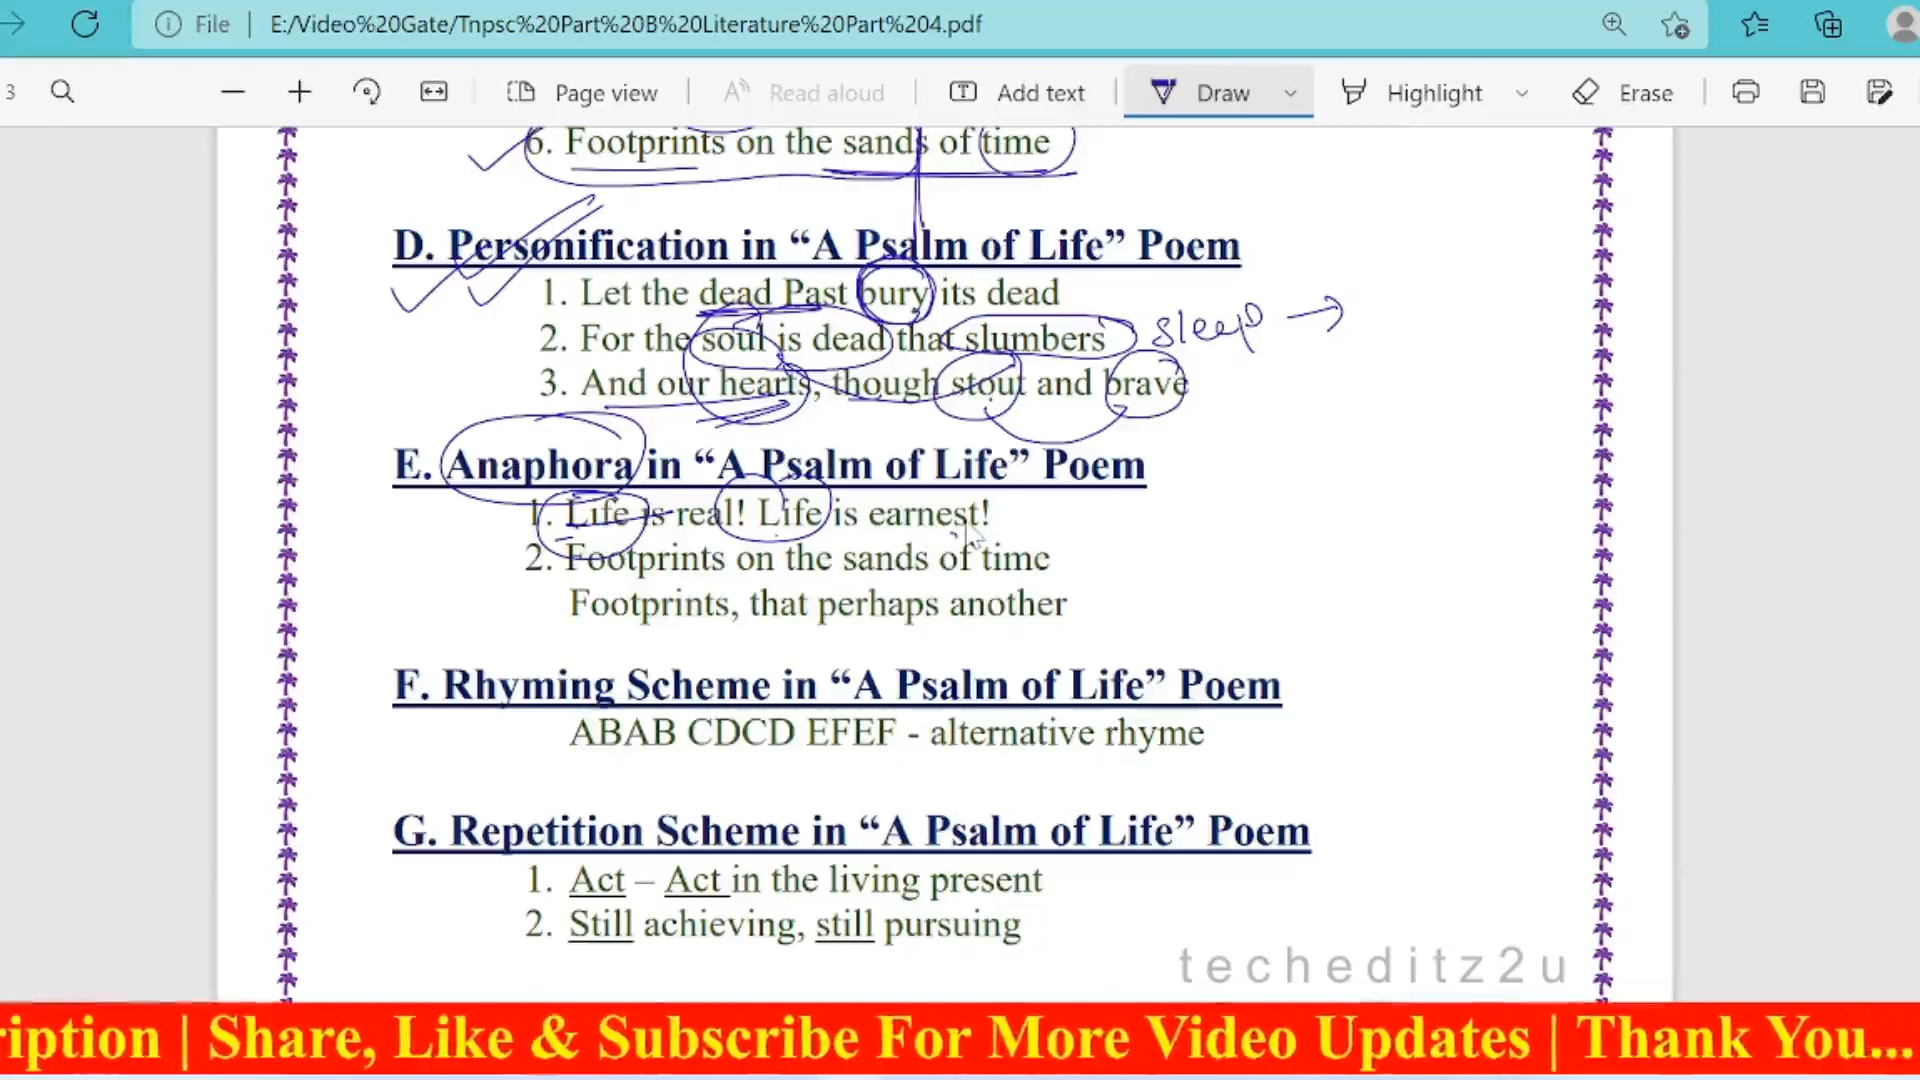 File | E:/Video%20Gate/Tnpsc%20Part%20B%20Literature%20Part%204.pdf
3 Page view Read aloud Add text Draw Highlight Erase
6. Footprints on the sands of time
D. Personification in “A Psalm of Life” Poem
1. Let the dead Past bury its dead
2. For the soul is dead that slumbers sleep →
3. And our hearts, though stout and brave
E. Anaphora in “A Psalm of Life” Poem
1. Life is real! Life is earnest!
2. Footprints on the sands of time
Footprints, that perhaps another
F. Rhyming Scheme in “A Psalm of Life” Poem
ABAB CDCD EFEF - alternative rhyme
G. Repetition Scheme in “A Psalm of Life” Poem
1. Act – Act in the living present
2. Still achieving, still pursuing
techeditz2u
ription | Share, Like & Subscribe For More Video Updates | Thank You...